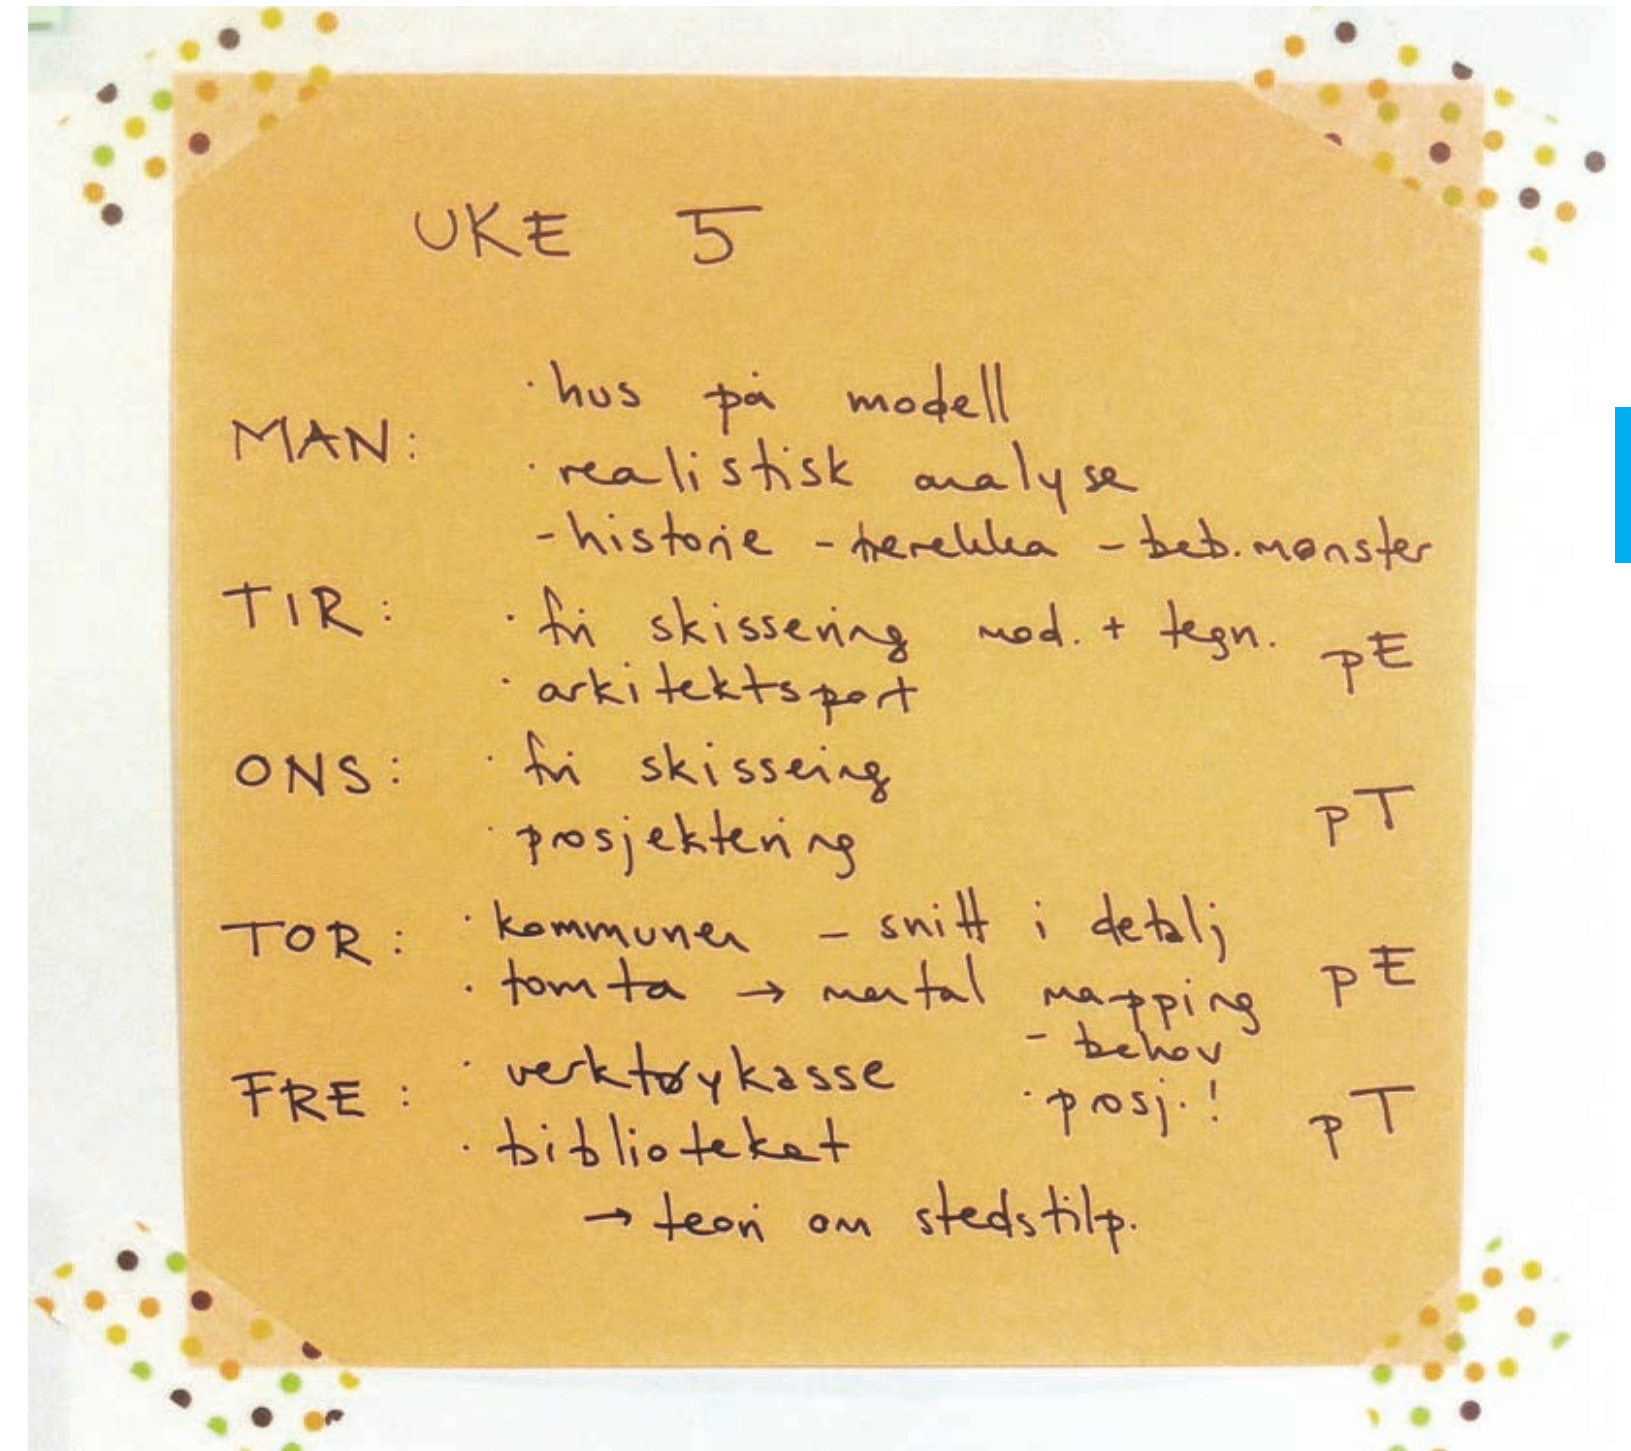 UKE 5
· hus på modell
MAN:
· realistisk analyse
- historie - trerekka - beb.mønster
TIR: · fri skissering mod. + tegn. pE
· arkitektsport
ONS: · fri skisseing
· prosjektering pT
TOR: · kommunen - snitt i detalj
· tomta → mental mapping pE
- behov
FRE: · verktøykasse · prosj.! pT
· biblioteket
→ teori om stedstilp.